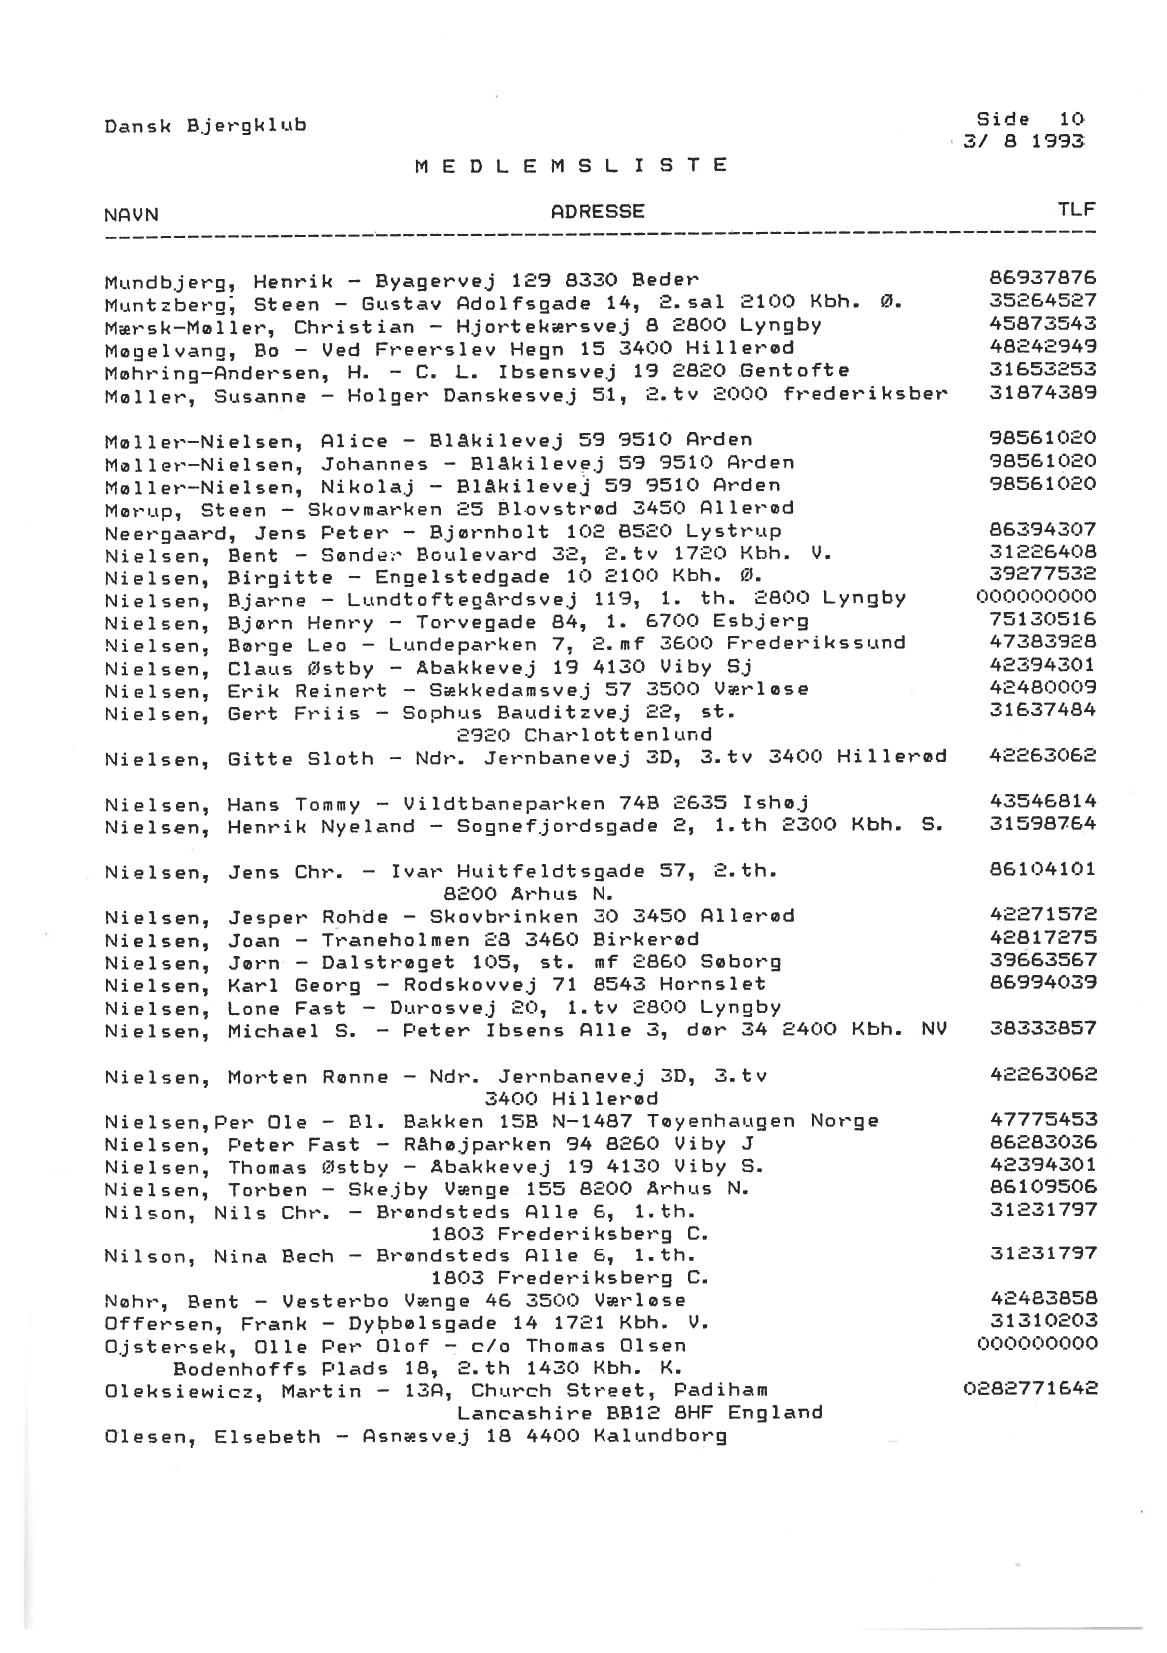 Dansk Bjergklub Side 10
3/ 8 1993
M E D L E M S L I S T E
NAVN ADRESSE TLF
Mundbjerg, Henrik - Byagervej 129 8330 Beder 86937876
Muntzberg, Steen - Gustav Adolfsgade 14, 2.sal 2100 Kbh. Ø. 35264527
Mærsk-Møller, Christian - Hjortekærsvej 8 2800 Lyngby 45873543
Møgelvang, Bo - Ved Freerslev Hegn 15 3400 Hillerød 48242949
Møhring-Andersen, H. - C. L. Ibsensvej 19 2820 Gentofte 31653253
Møller, Susanne - Holger Danskesvej 51, 2.tv 2000 frederiksber 31874389
Møller-Nielsen, Alice - Blåkilevej 59 9510 Arden 98561020
Møller-Nielsen, Johannes - Blåkilevej 59 9510 Arden 98561020
Møller-Nielsen, Nikolaj - Blåkilevej 59 9510 Arden 98561020
Mørup, Steen - Skovmarken 25 Blovstrød 3450 Allerød
Neergaard, Jens Peter - Bjørnholt 102 8520 Lystrup 86394307
Nielsen, Bent - Sønder Boulevard 32, 2.tv 1720 Kbh. V. 31226408
Nielsen, Birgitte - Engelstedgade 10 2100 Kbh. Ø. 39277532
Nielsen, Bjarne - Lundtoftegårdsvej 119, 1. th. 2800 Lyngby 000000000
Nielsen, Bjørn Henry - Torvegade 84, 1. 6700 Esbjerg 75130516
Nielsen, Børge Leo - Lundeparken 7, 2.mf 3600 Frederikssund 47383928
Nielsen, Claus Østby - Abakkevej 19 4130 Viby Sj 42394301
Nielsen, Erik Reinert - Sækkedamsvej 57 3500 Værløse 42480009
Nielsen, Gert Friis - Sophus Bauditzvej 22, st. 31637484
2920 Charlottenlund
Nielsen, Gitte Sloth - Ndr. Jernbanevej 3D, 3.tv 3400 Hillerød 42263062
Nielsen, Hans Tommy - Vildtbaneparken 74B 2635 Ishøj 43546814
Nielsen, Henrik Nyeland - Sognefjordsgade 2, 1.th 2300 Kbh. S. 31598764
Nielsen, Jens Chr. - Ivar Huitfeldtsgade 57, 2.th. 86104101
8200 Arhus N.
Nielsen, Jesper Rohde - Skovbrinken 30 3450 Allerød 42271572
Nielsen, Joan - Traneholmen 28 3460 Birkerød 42817275
Nielsen, Jørn - Dalstrøget 105, st. mf 2860 Søborg 39663567
Nielsen, Karl Georg - Rodskovvej 71 8543 Hornslet 86994039
Nielsen, Lone Fast - Durosvej 20, 1.tv 2800 Lyngby
Nielsen, Michael S. - Peter Ibsens Alle 3, dør 34 2400 Kbh. NV 38333857
Nielsen, Morten Rønne - Ndr. Jernbanevej 3D, 3.tv 42263062
3400 Hillerød
Nielsen,Per Ole - Bl. Bakken 15B N-1487 Tøyenhaugen Norge 47775453
Nielsen, Peter Fast - Råhøjparken 94 8260 Viby J 86283036
Nielsen, Thomas Østby - Abakkevej 19 4130 Viby S. 42394301
Nielsen, Torben - Skejby Vænge 155 8200 Arhus N. 86109506
Nilson, Nils Chr. - Brøndsteds Alle 6, 1.th. 31231797
1803 Frederiksberg C.
Nilson, Nina Bech - Brøndsteds Alle 6, 1.th. 31231797
1803 Frederiksberg C.
Nøhr, Bent - Vesterbo Vænge 46 3500 Værløse 42483858
Offersen, Frank - Dybbølsgade 14 1721 Kbh. V. 31310203
Ojstersek, Olle Per Olof - c/o Thomas Olsen 000000000
Bodenhoffs Plads 18, 2.th 1430 Kbh. K.
Oleksiewicz, Martin - 13A, Church Street, Padiham 0282771642
Lancashire BB12 8HF England
Olesen, Elsebeth - Asnæsvej 18 4400 Kalundborg